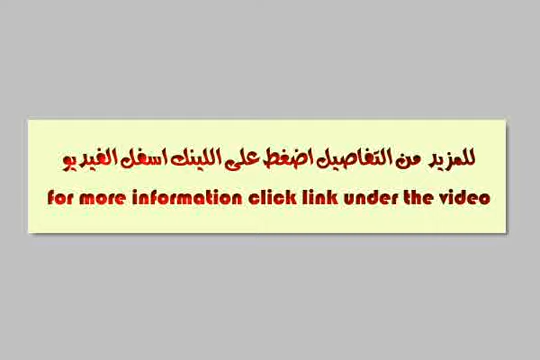 للمزيد من التفاصيل اضغط على اللينك اسفل الفيديو
for more information click link under the video